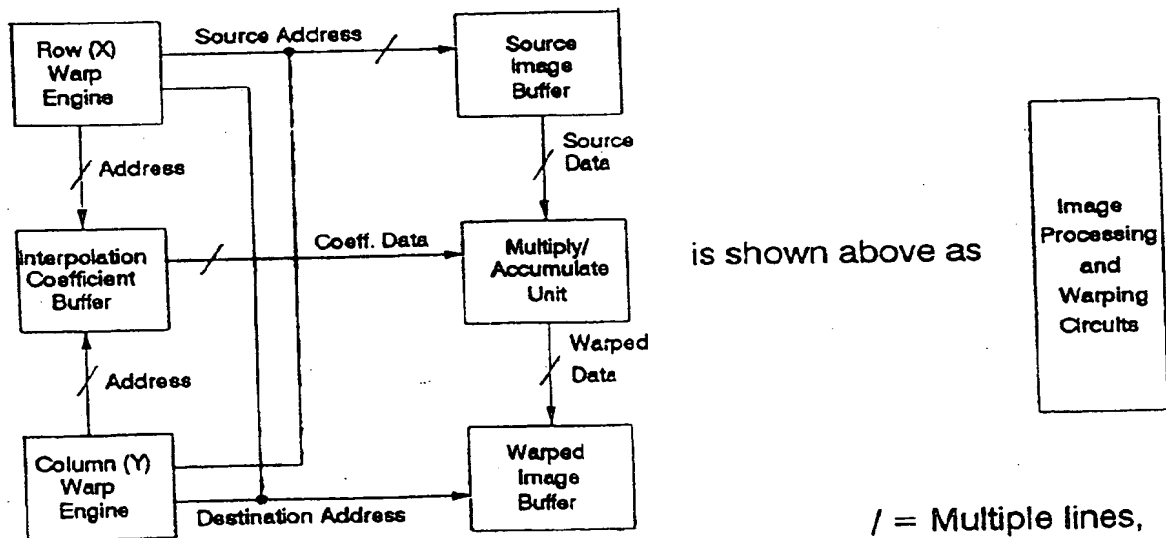 Row (X)
Warp
Engine
Source Address
Source
Image
Buffer
Address
Source
Data
Interpolation
Coefficient
Buffer
Coeff. Data
Multiply/
Accumulate
Unit
is shown above as
Image
Processing
and
Warping
Circuits
Address
Warped
Data
Column (Y)
Warp
Engine
Destination Address
Warped
Image
Buffer
/ = Multiple lines,